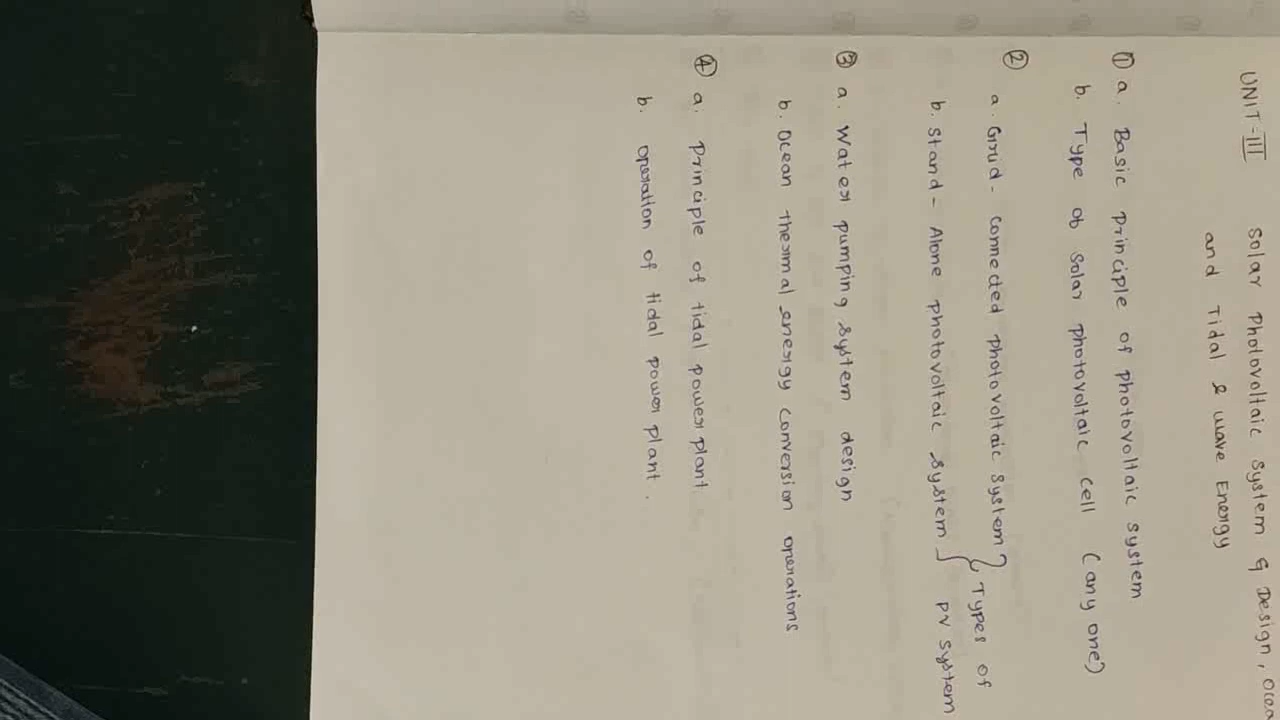 UNIT-III Solar Photovoltaic System & Design,
and Tidal & wave Energy
① a. Basic principle of photovoltaic system
b. Type of solar photovoltaic cell (any one)
②
a. Grid-connected photovoltaic system } Types of
b. Stand-Alone photovoltaic system } PV system
③ a. Water pumping system design
b. Ocean thermal energy conversion operations
④ a. principle of tidal power plant
b. operation of tidal power plant.